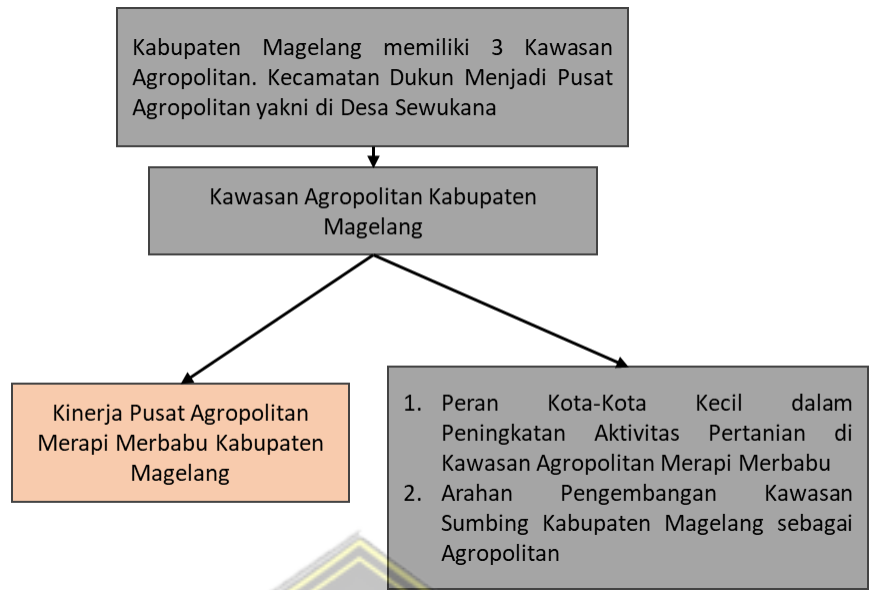 Kabupaten Magelang memiliki 3 Kawasan
Agropolitan. Kecamatan Dukun Menjadi Pusat
Agropolitan yakni di Desa Sewukana
Kawasan Agropolitan Kabupaten
Magelang
Kinerja Pusat Agropolitan
Merapi Merbabu Kabupaten
Magelang
1. Peran Kota-Kota Kecil dalam
Peningkatan Aktivitas Pertanian di
Kawasan Agropolitan Merapi Merbabu
2. Arahan Pengembangan Kawasan
Sumbing Kabupaten Magelang sebagai
Agropolitan